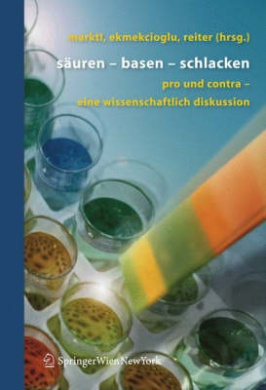 marktl, ekmekcioglu, reiter (hrsg.)
säuren – basen – schlacken
pro und contra –
eine wissenschaftlich diskussion
SpringerWienNewYork